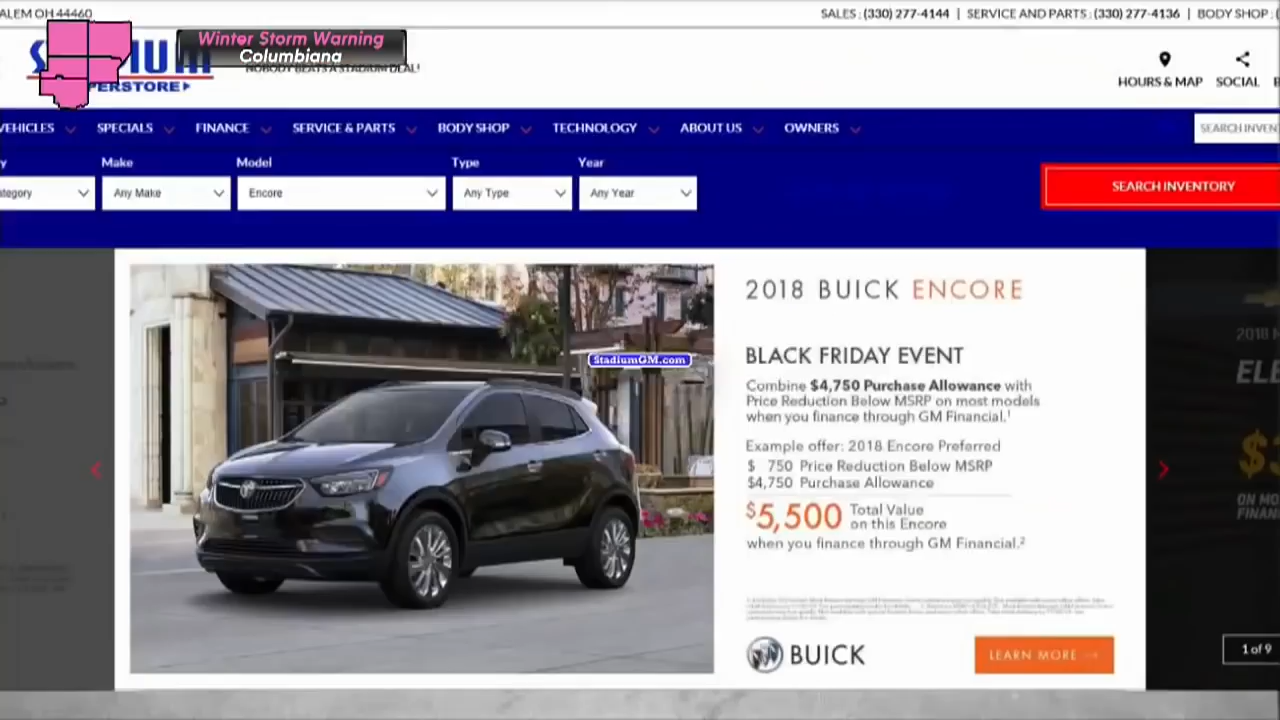 ALEM OH 44460
SALES : (330) 277-4144 | SERVICE AND PARTS : (330) 277-4136 | BODY SHOP : (
Winter Storm Warning
Columbiana
NOBODY BEATS A STADIUM DEAL!
S IUM
PERSTORE
HOURS & MAP SOCIAL
VEHICLES SPECIALS FINANCE SERVICE & PARTS BODY SHOP TECHNOLOGY ABOUT US OWNERS
SEARCH INVEN
y Make Model Type Year
ategory Any Make Encore Any Type Any Year
SEARCH INVENTORY
2018 BUICK ENCORE
StadiumGM.com
BLACK FRIDAY EVENT
Combine $4,750 Purchase Allowance with
Price Reduction Below MSRP on most models
when you finance through GM Financial.¹
Example offer: 2018 Encore Preferred
$ 750 Price Reduction Below MSRP
$4,750 Purchase Allowance
$5,500 Total Value
on this Encore
when you finance through GM Financial.²
BUICK
LEARN MORE →
2018
ELE
$
ON MO
FINAN
1 of 9